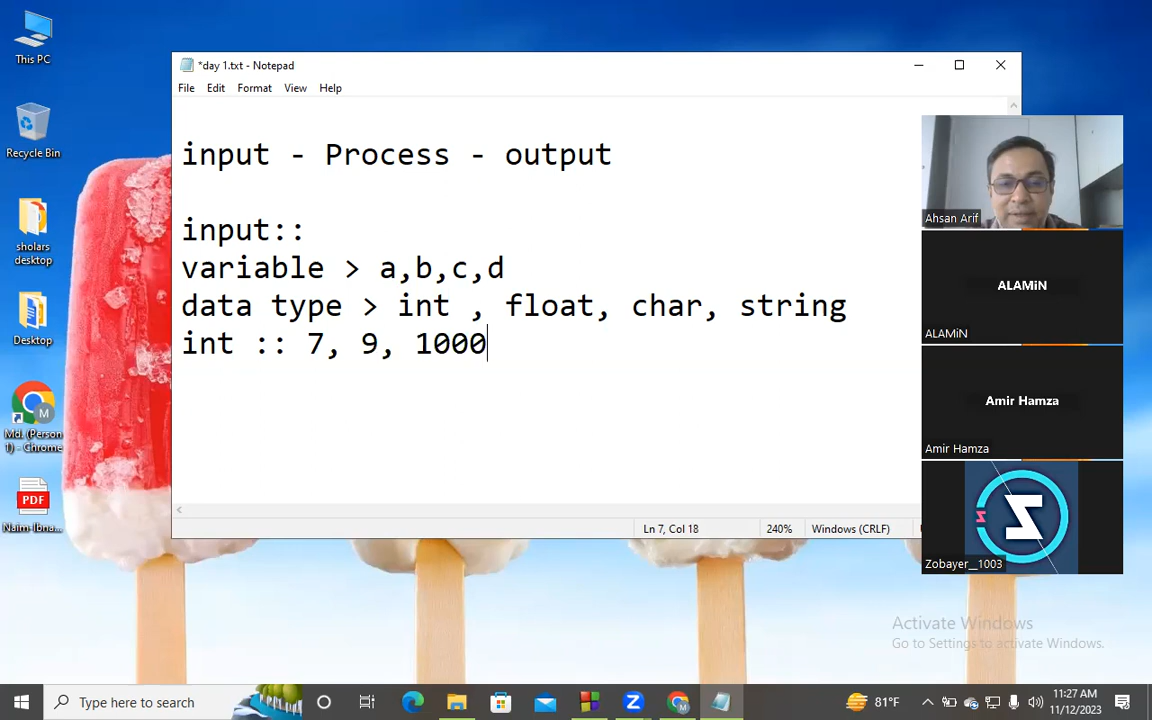 This PC
Recycle Bin
sholars
desktop
Desktop
Md. (Person
1) - Chrome
PDF
Naim-Ibna...
*day 1.txt - Notepad
File Edit Format View Help
input - Process - output
input::
variable > a,b,c,d
data type > int , float, char, string
int :: 7, 9, 1000
Ln 7, Col 18 240% Windows (CRLF)
Ahsan Arif
ALAMiN
ALAMiN
Amir Hamza
Amir Hamza
Zobayer__1003
Activate Windows
Go to Settings to activate Windows.
Type here to search
81°F
11:27 AM
11/12/2023